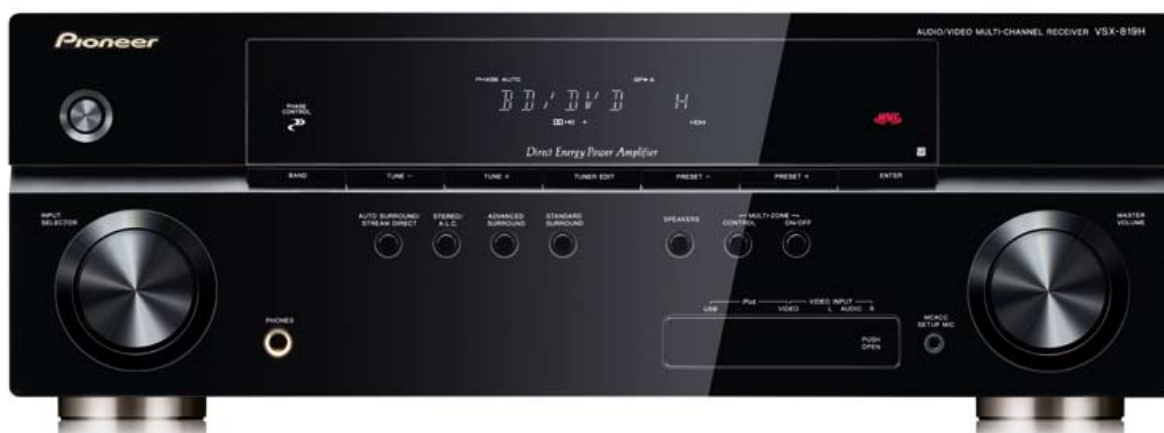 Pioneer
AUDIO/VIDEO MULTI-CHANNEL RECEIVER VSX-819H
PHASE AUTO SP►A
PHASE
CONTROL
BD/DVD H
HD +
HDMI
Direct Energy Power Amplifier
BAND TUNE – TUNE + TUNER EDIT PRESET – PRESET + ENTER
INPUT
SELECTOR
AUTO SURROUND/
STREAM DIRECT
STEREO/
A.L.C.
ADVANCED
SURROUND
STANDARD
SURROUND
SPEAKERS
MULTI-ZONE
CONTROL ON/OFF
MASTER
VOLUME
PHONES
iPod VIDEO INPUT
USB VIDEO L AUDIO R
PUSH
OPEN
MCACC
SETUP MIC